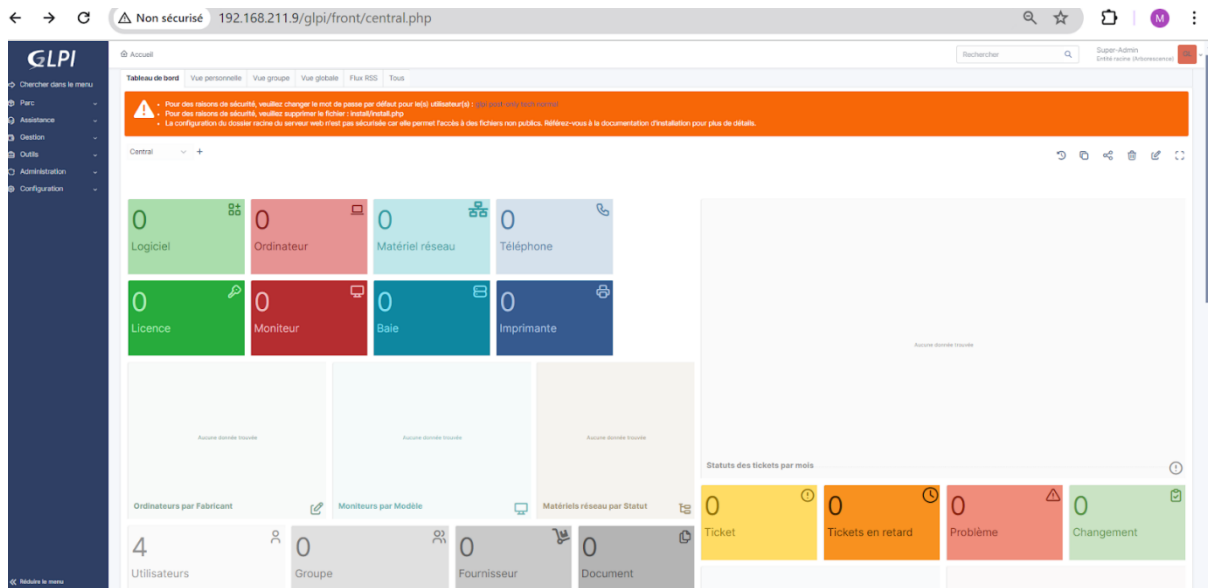 Non sécurisé 192.168.211.9/glpi/front/central.php
M
GLPI
Accueil
Rechercher
Super-Admin
Entité racine (Arborescence)
Chercher dans le menu
Tableau de bord Vue personnelle Vue groupe Vue globale Flux RSS Tous
Parc
Assistance
Gestion
Outils
Administration
Configuration
Pour des raisons de sécurité, veuillez changer le mot de passe par défaut pour le(s) utilisateur(s) : glpi post-only tech normal
Pour des raisons de sécurité, veuillez supprimer le fichier : install/install.php
La configuration du dossier racine du serveur web n'est pas sécurisée car elle permet l'accès à des fichiers non publics. Référez-vous à la documentation d'installation pour plus de détails.
Central
0
Logiciel
0
Ordinateur
0
Matériel réseau
0
Téléphone
0
Licence
0
Moniteur
0
Baie
0
Imprimante
Aucune donnée trouvée
Statuts des tickets par mois
Aucune donnée trouvée
Ordinateurs par Fabricant
Aucune donnée trouvée
Moniteurs par Modèle
Aucune donnée trouvée
Matériels réseau par Statut
0
Ticket
0
Tickets en retard
0
Problème
0
Changement
4
Utilisateurs
0
Groupe
0
Fournisseur
0
Document
Réduire le menu